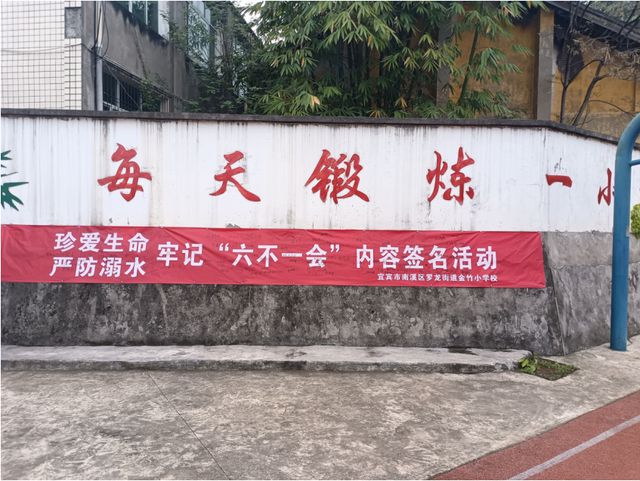 每天锻炼一小
珍爱生命
严防溺水
牢记“六不一会”内容签名活动
宜宾市南溪区罗龙街道金竹小学校